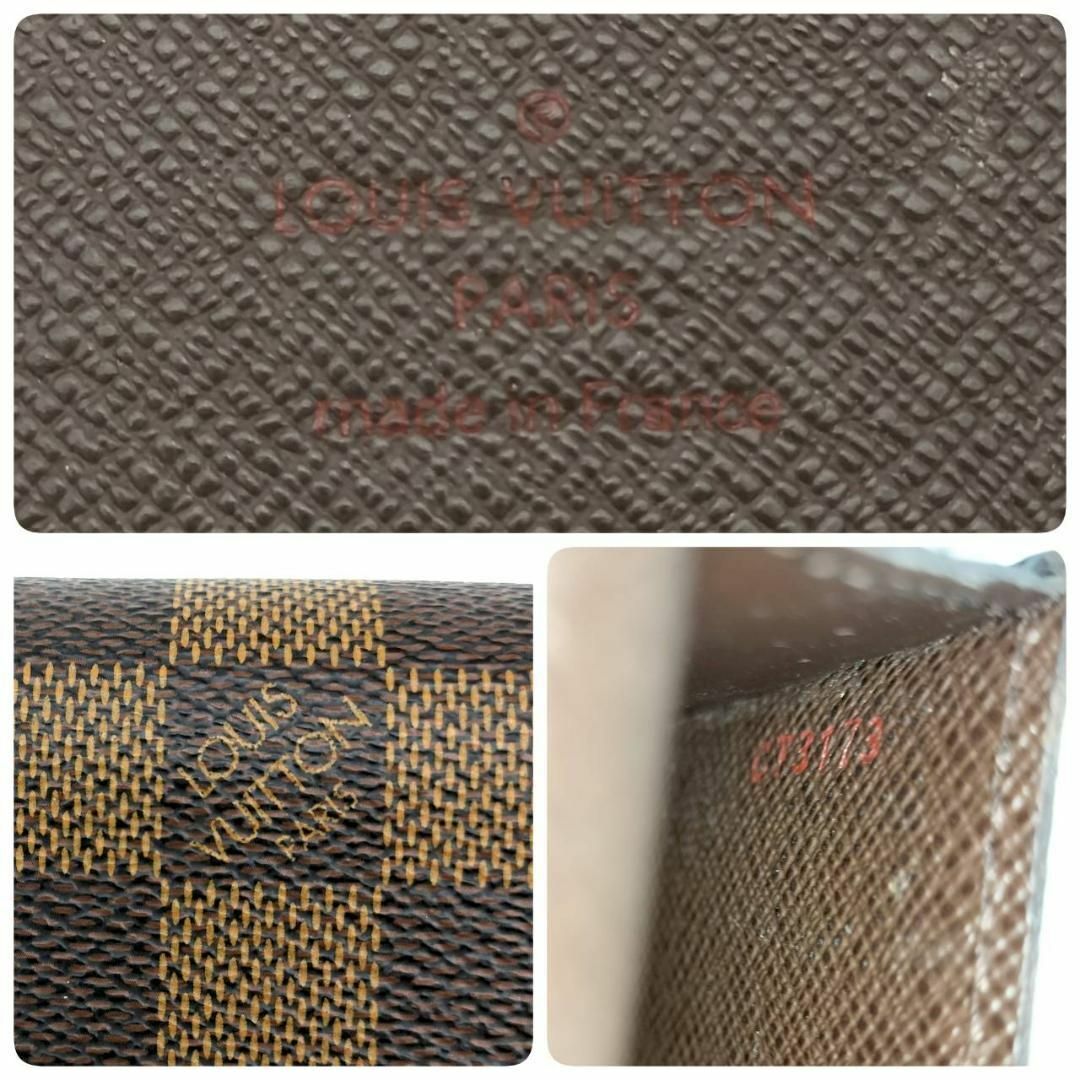 ©
LOUIS VUITTON
PARIS
made in France
LOUIS
VUITTON
PARIS
CT3173